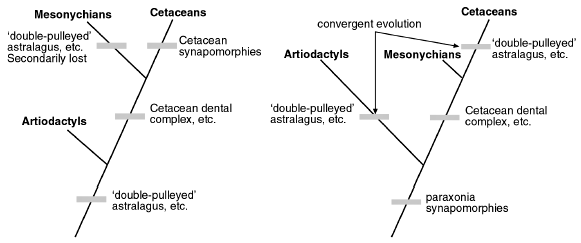 Mesonychians
Cetaceans
'double-pulleyed'
astralagus, etc.
Secondarily lost
Cetacean
synapomorphies
Cetacean dental
complex, etc.
Artiodactyls
'double-pulleyed'
astralagus, etc.
convergent evolution
Cetaceans
'double-pulleyed'
astralagus, etc.
Artiodactyls
Mesonychians
'double-pulleyed'
astralagus, etc.
Cetacean dental
complex, etc.
paraxonia
synapomorphies